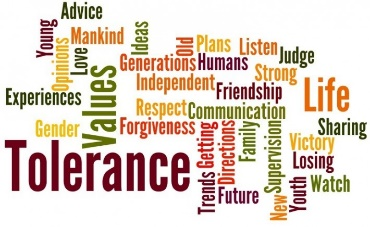 Advice
Young
Mankind
Opinions
Love
Ideas
Old
Plans
Listen
Judge
Generations
Humans
Strong
Experiences
Values
Independent
Friendship
Life
Respect
Communication
Gender
Forgiveness
Sharing
Tolerance
Trends
Getting
Directions
Family
Supervision
Victory
Losing
Future
New
Youth
Watch